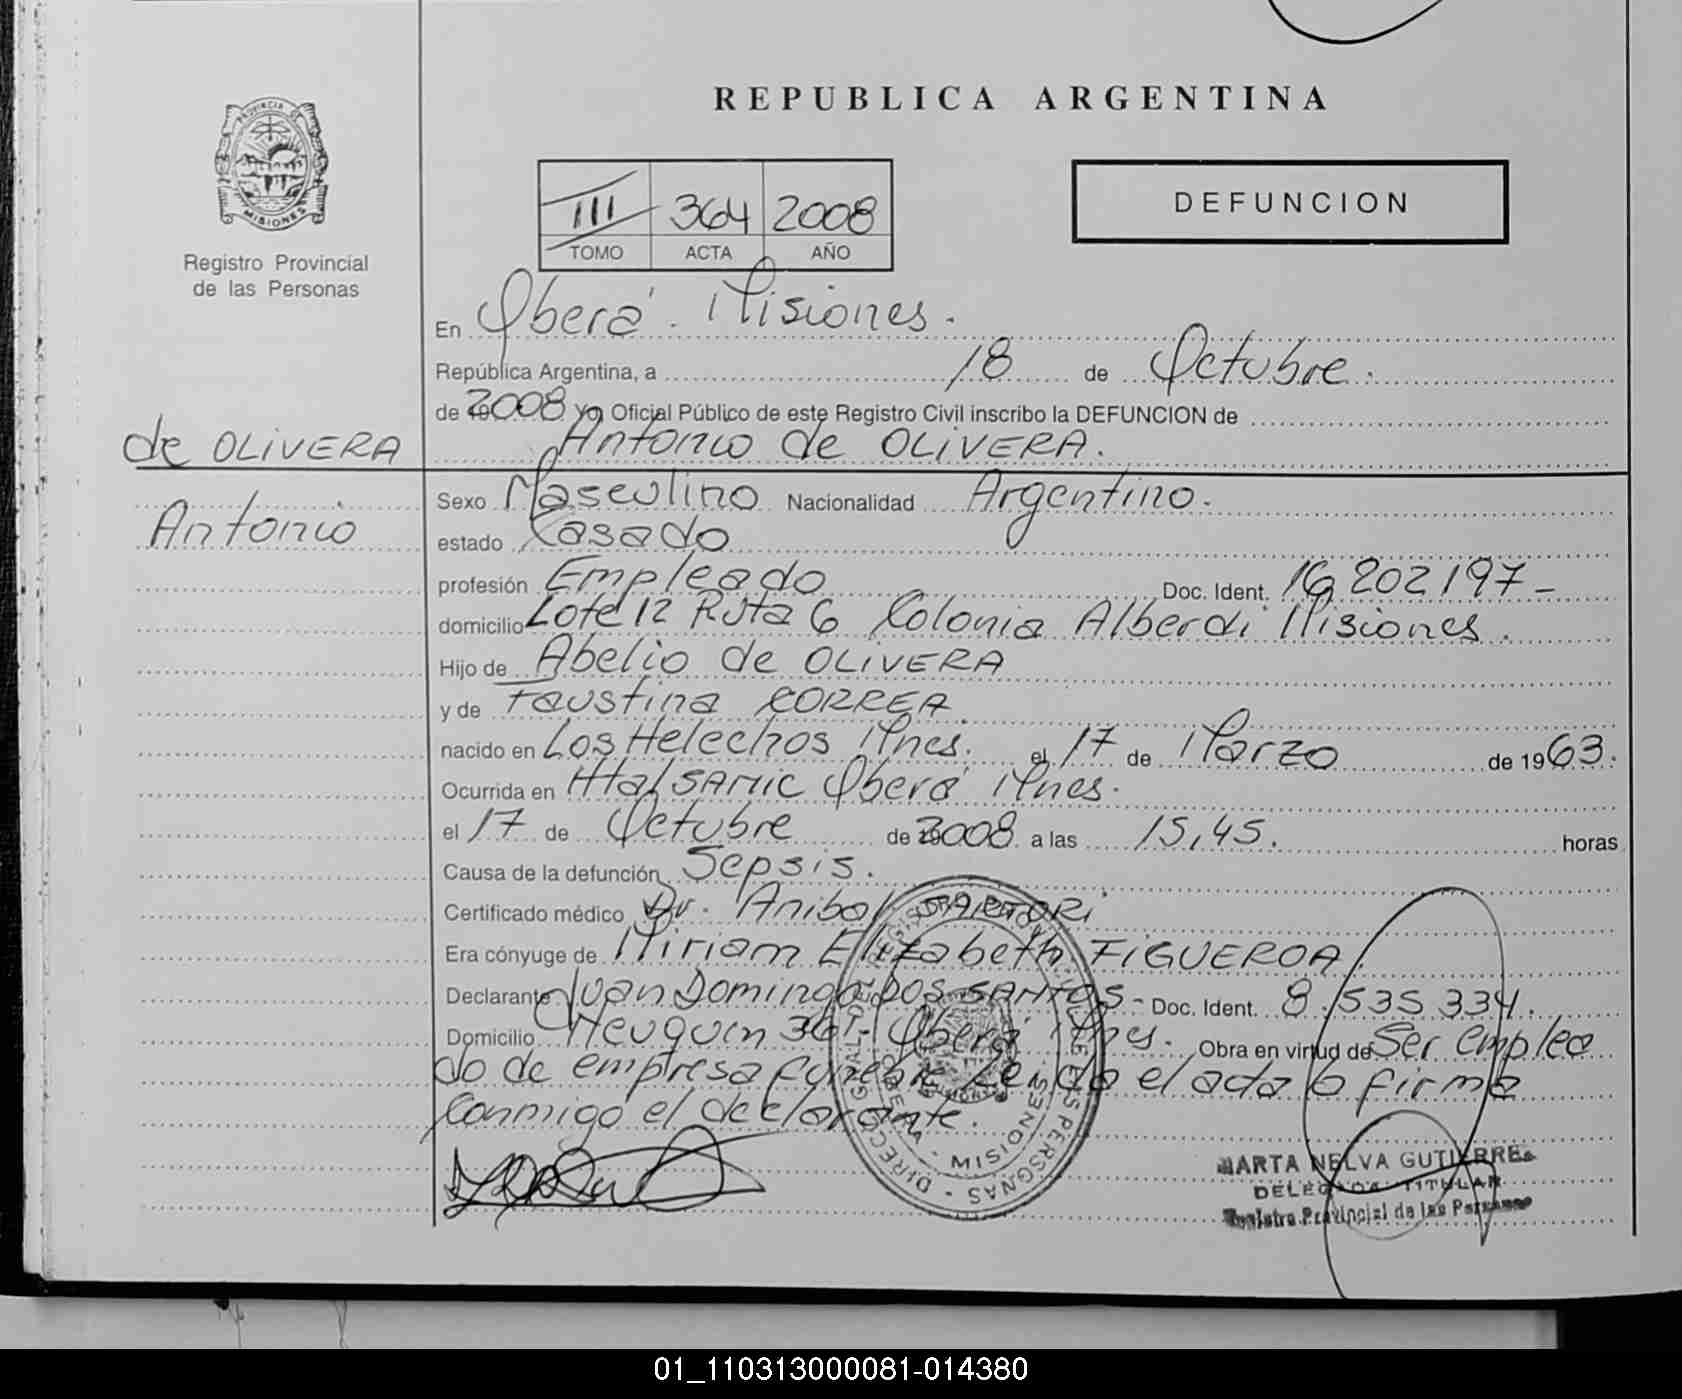 REPUBLICA ARGENTINA
PROVINCIA DE
MISIONES
Registro Provincial
de las Personas
III 364 2008
TOMO ACTA AÑO
DEFUNCION
En Oberá. Misiones.
República Argentina, a 18 de Octubre.
de 2008 Yo, Oficial Público de este Registro Civil inscribo la DEFUNCION de
de OLIVERA Antonio de OLIVERA.
Antonio
Sexo Masculino Nacionalidad Argentino.
estado Casado
profesión Empleado Doc. Ident. 16 202 197-
domicilio Lote 12 Ruta 6 Colonia Alberdi Misiones.
Hijo de Abelio de OLIVERA
y de Faustina CORREA
nacido en Los Helechos Mnes. el 17 de Marzo de 1963.
Ocurrida en Htal SAMIC Oberá Mnes.
el 17 de Octubre de 2008 a las 15,45. horas
Causa de la defunción Sepsis.
Certificado médico Dr. Anibal SARTORI
Era cónyuge de Miriam Elizabeth FIGUEROA.
Declarante Juan Domingo DOS SANTOS- Doc. Ident. 8.535 334.
Domicilio Neuquin 361- Oberá Mnes. Obra en virtud de Ser emplea
do de empresa fúnebre Leida el acta la firma
Conmigo el declarante.
MISIONES
MARTA NELVA GUTIERREZ
DELEGADA TITULAR
Registro Provincial de las Personas
01_110313000081-014380